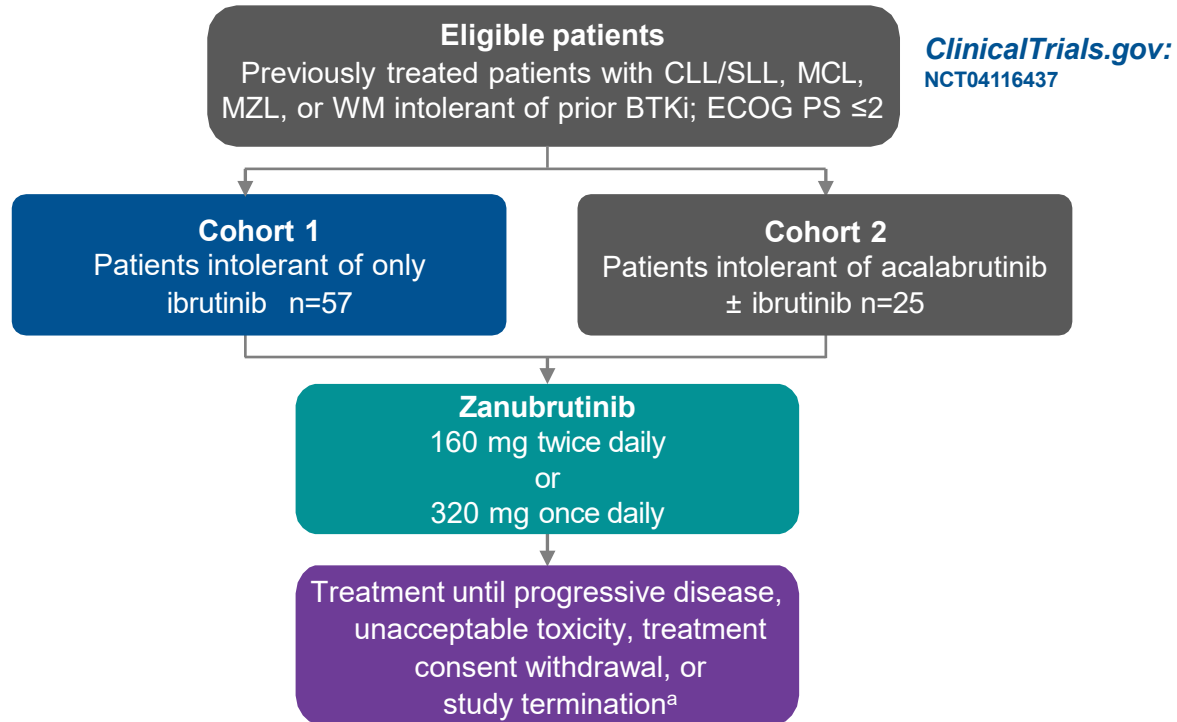 Eligible patients
Previously treated patients with CLL/SLL, MCL,
MZL, or WM intolerant of prior BTKi; ECOG PS ≤2
ClinicalTrials.gov:
NCT04116437
Cohort 1
Patients intolerant of only
ibrutinib n=57
Cohort 2
Patients intolerant of acalabrutinib
± ibrutinib n=25
Zanubrutinib
160 mg twice daily
or
320 mg once daily
Treatment until progressive disease,
unacceptable toxicity, treatment
consent withdrawal, or
study terminationᵃ